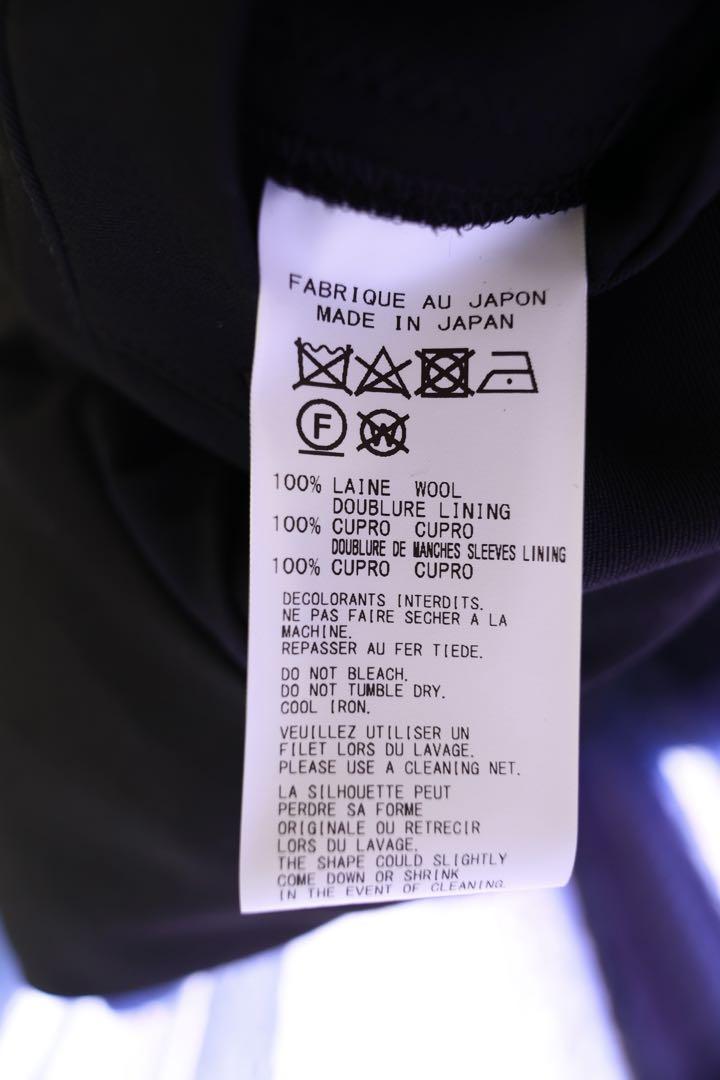 FABRIQUE AU JAPON
MADE IN JAPAN
F W
100% LAINE WOOL
DOUBLURE LINING
100% CUPRO CUPRO
DOUBLURE DE MANCHES SLEEVES LINING
100% CUPRO CUPRO
DECOLORANTS INTERDITS.
NE PAS FAIRE SECHER A LA
MACHINE.
REPASSER AU FER TIEDE.
DO NOT BLEACH.
DO NOT TUMBLE DRY.
COOL IRON.
VEUILLEZ UTILISER UN
FILET LORS DU LAVAGE.
PLEASE USE A CLEANING NET.
LA SILHOUETTE PEUT
PERDRE SA FORME
ORIGINALE OU RETRECIR
LORS DU LAVAGE.
THE SHAPE COULD SLIGHTLY
COME DOWN OR SHRINK
IN THE EVENT OF CLEANING.